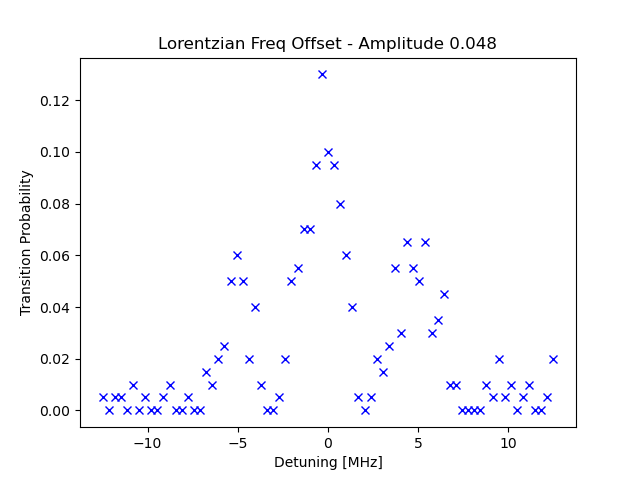 Lorentzian Freq Offset - Amplitude 0.048
0.12
0.10
0.08
0.06
0.04
0.02
0.00
Transition Probability
−10 −5 0 5 10
Detuning [MHz]